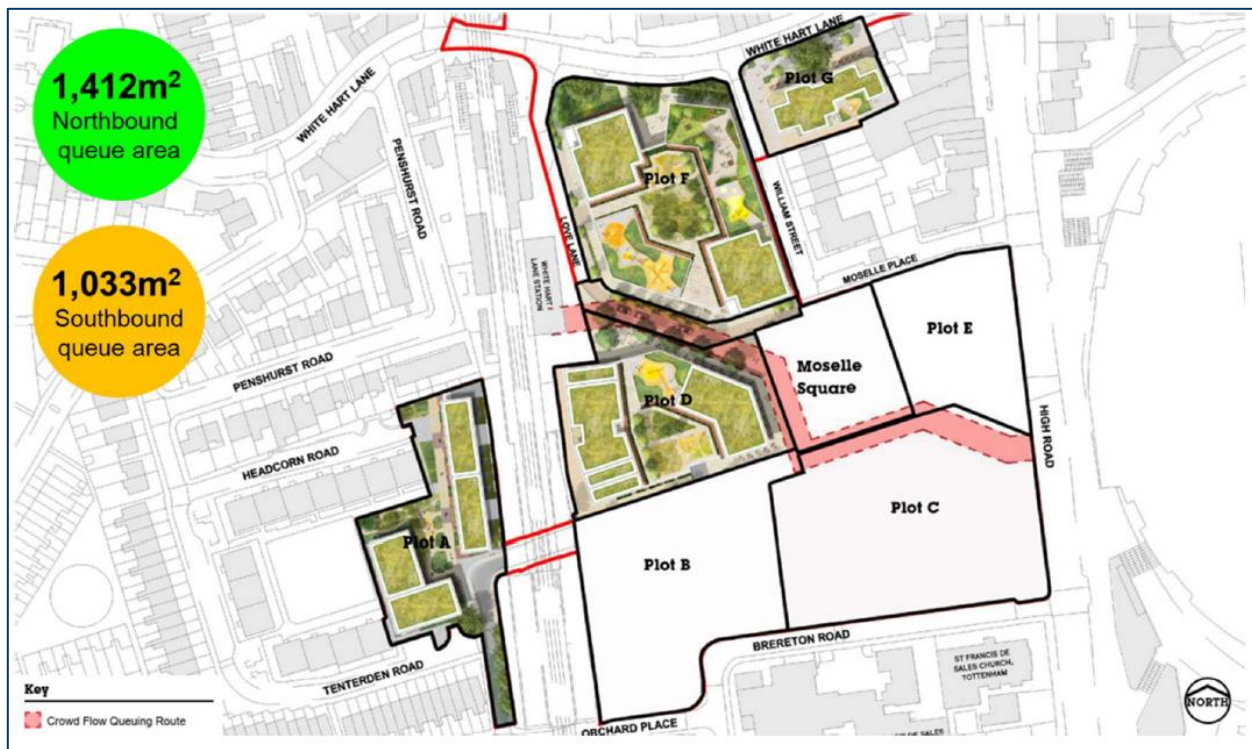 1,412m²
Northbound
queue area
1,033m²
Southbound
queue area
WHITE HART LANE
WHITE HART LANE
PENSHURST ROAD
LOVE LANE
WHITE HART
LANE STATION
WILLIAM STREET
MOSELLE PLACE
Plot G
Plot F
Plot E
Moselle
Square
Plot D
PENSHURST ROAD
HEADCORN ROAD
HIGH ROAD
Plot C
Plot A
Plot B
BRERETON ROAD
TENTERDEN ROAD
ORCHARD PLACE
ST FRANCIS DE
SALES CHURCH,
TOTTENHAM
Key
Crowd Flow Queuing Route
NORTH